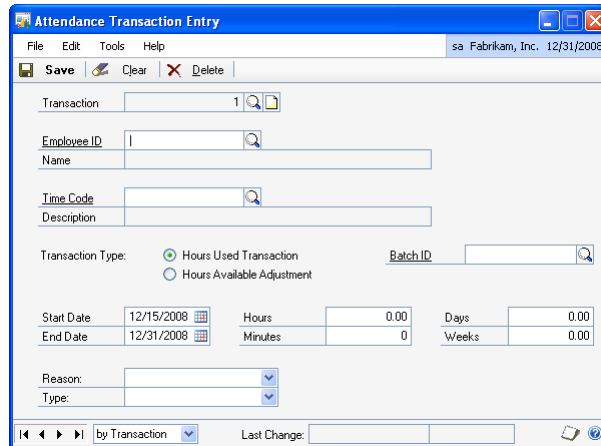 Attendance Transaction Entry
File Edit Tools Help sa Fabrikam, Inc. 12/31/2008
Save Clear Delete
Transaction 1
Employee ID
Name
Time Code
Description
Transaction Type: Hours Used Transaction Batch ID
Hours Available Adjustment
Start Date 12/15/2008 Hours 0.00 Days 0.00
End Date 12/31/2008 Minutes 0 Weeks 0.00
Reason:
Type:
by Transaction Last Change: